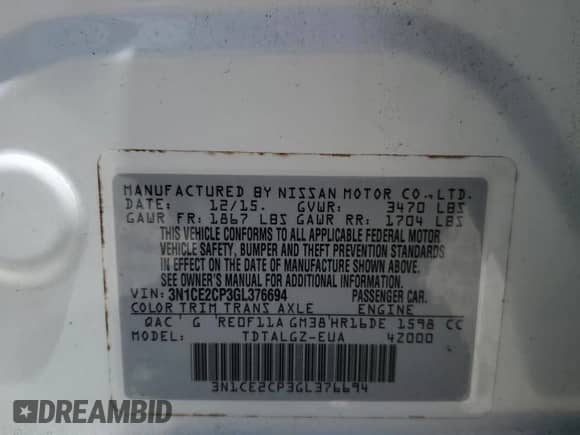 MANUFACTURED BY NISSAN MOTOR CO.,LTD.
DATE: 12/15. GVWR: 3470 LBS
GAWR FR: 1867 LBS GAWR RR: 1704 LBS
THIS VEHICLE CONFORMS TO ALL APPLICABLE FEDERAL MOTOR
VEHICLE SAFETY, BUMPER AND THEFT PREVENTION STANDARDS
IN EFFECT ON THE DATE OF MANUFACTURE SHOWN ABOVE.
SEE OWNER'S MANUAL FOR ADDITIONAL INFORMATION.
VIN: 3N1CE2CP3GL376694 PASSENGER CAR.
COLOR TRIM TRANS AXLE ENGINE
QAC' G 'RE0F11A GM38'HR16DE 1598 CC
MODEL: TDTALGZ-EUA 42000
3N1CE2CP3GL376694
DREAMBID